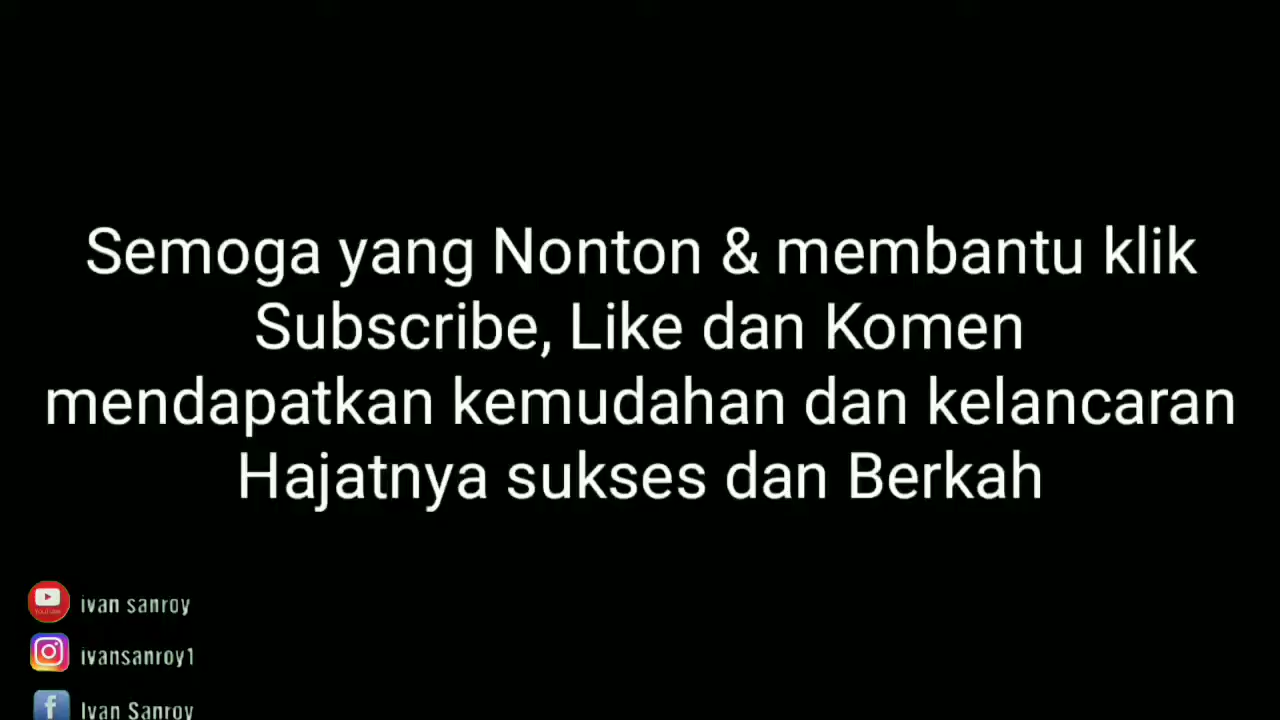 Semoga yang Nonton & membantu klik
Subscribe, Like dan Komen
mendapatkan kemudahan dan kelancaran
Hajatnya sukses dan Berkah
YouTube
ivan sanroy
ivansanroy1
Ivan Sanroy